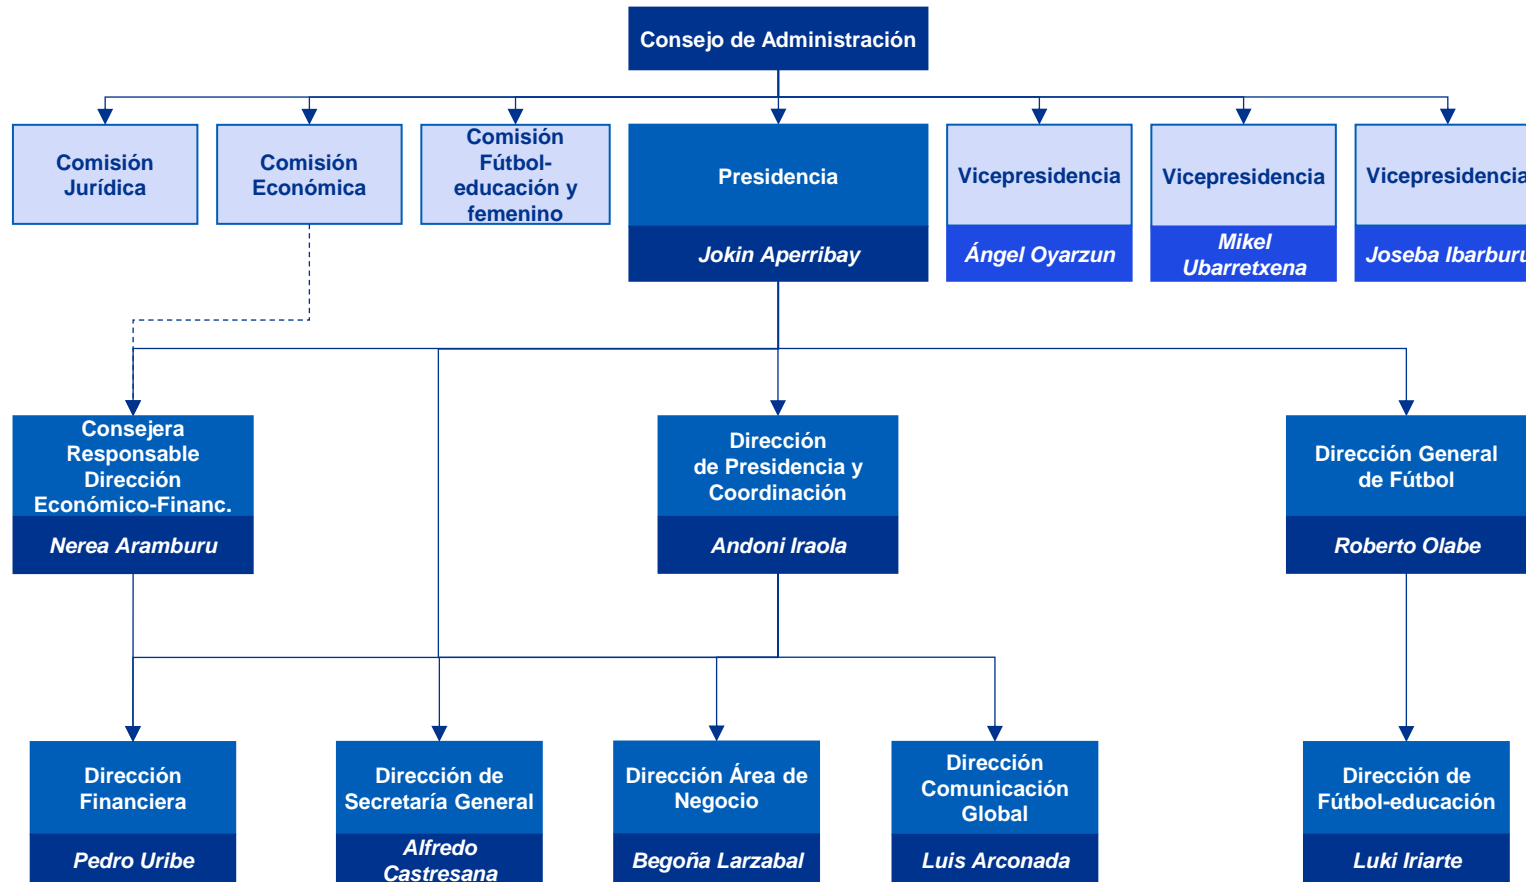 Consejo de Administración
Comisión
Jurídica
Comisión
Económica
Comisión
Fútbol-
educación y
femenino
Presidencia
Jokin Aperribay
Vicepresidencia
Ángel Oyarzun
Vicepresidencia
Mikel
Ubarretxena
Vicepresidencia
Joseba Ibarburu
Consejera
Responsable
Dirección
Económico-Financ.
Nerea Aramburu
Dirección
de Presidencia y
Coordinación
Andoni Iraola
Dirección General
de Fútbol
Roberto Olabe
Dirección
Financiera
Pedro Uribe
Dirección de
Secretaría General
Alfredo
Castresana
Dirección Área de
Negocio
Begoña Larzabal
Dirección
Comunicación
Global
Luis Arconada
Dirección de
Fútbol-educación
Luki Iriarte